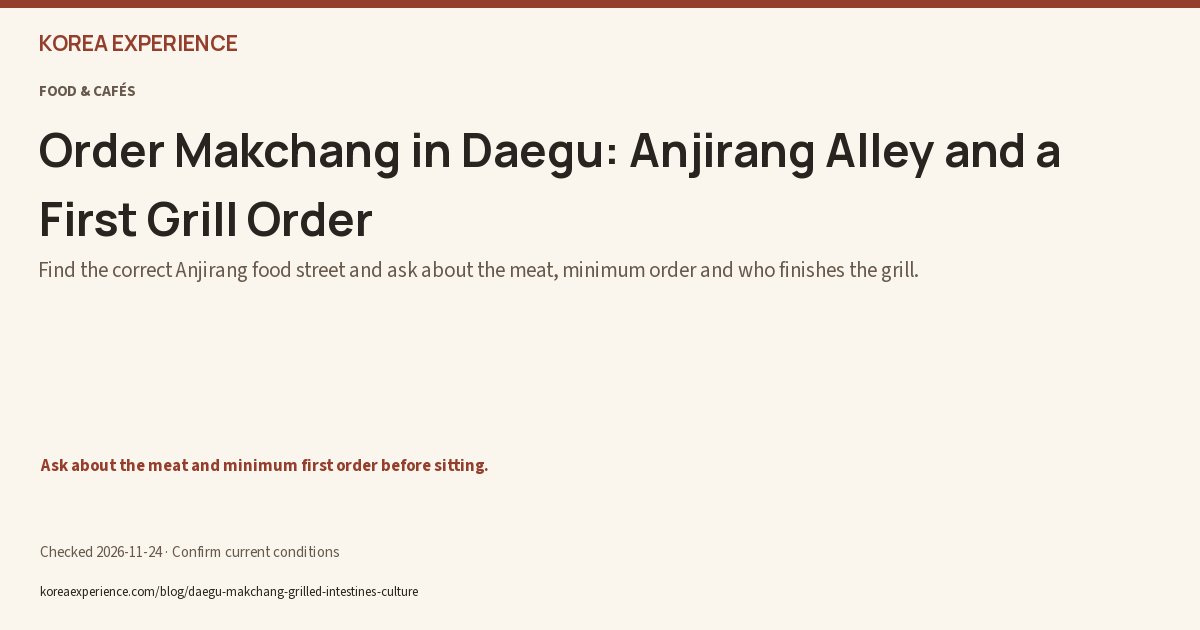 KOREA EXPERIENCE
FOOD & CAFÉS
Order Makchang in Daegu: Anjirang Alley and a
First Grill Order
Find the correct Anjirang food street and ask about the meat, minimum order and who finishes the grill.
Ask about the meat and minimum first order before sitting.
Checked 2026-11-24 · Confirm current conditions
koreaexperience.com/blog/daegu-makchang-grilled-intestines-culture